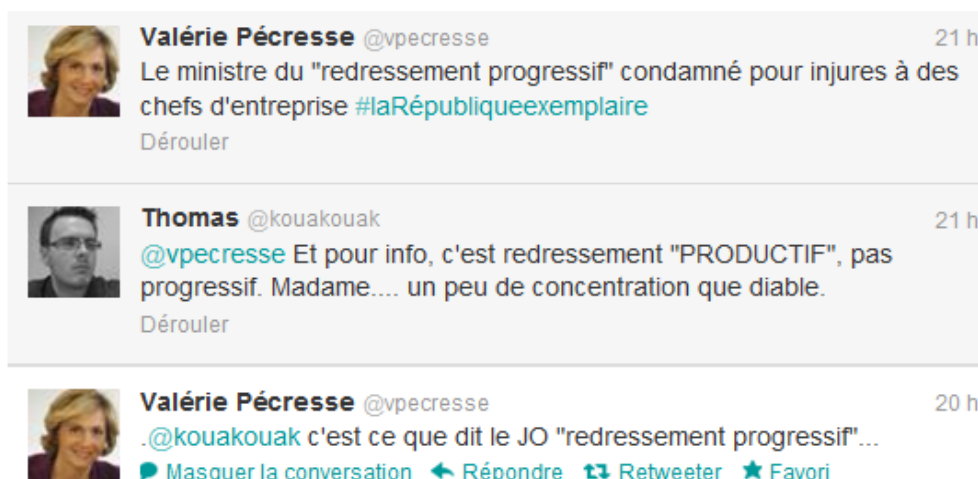 Valérie Pécresse @vpecresse 21 h
Le ministre du "redressement progressif" condamné pour injures à des
chefs d'entreprise #laRépubliqueexemplaire
Dérouler
Thomas @kouakouak 21 h
@vpecresse Et pour info, c'est redressement "PRODUCTIF", pas
progressif. Madame.... un peu de concentration que diable.
Dérouler
Valérie Pécresse @vpecresse 20 h
.@kouakouak c'est ce que dit le JO "redressement progressif"...
Masquer la conversation Répondre Retweeter Favori